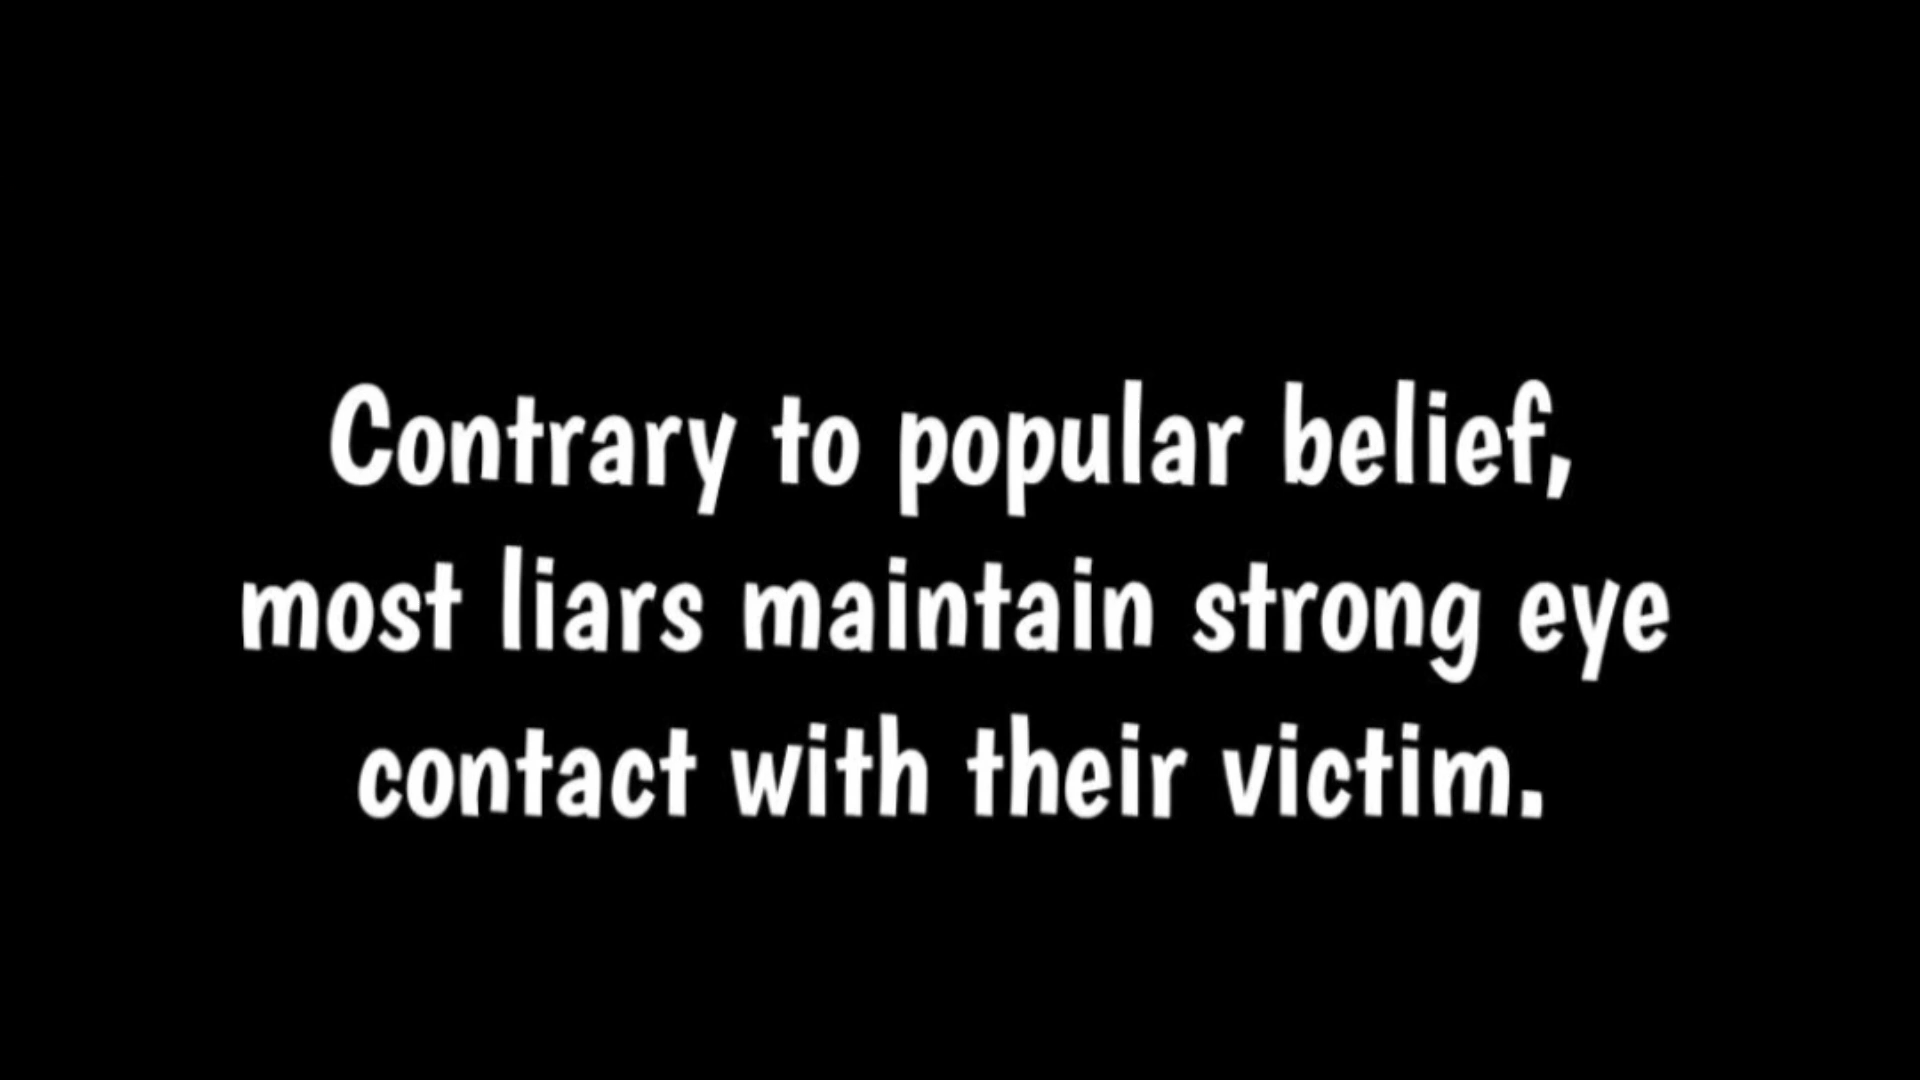 Contrary to popular belief,
most liars maintain strong eye
contact with their victim.